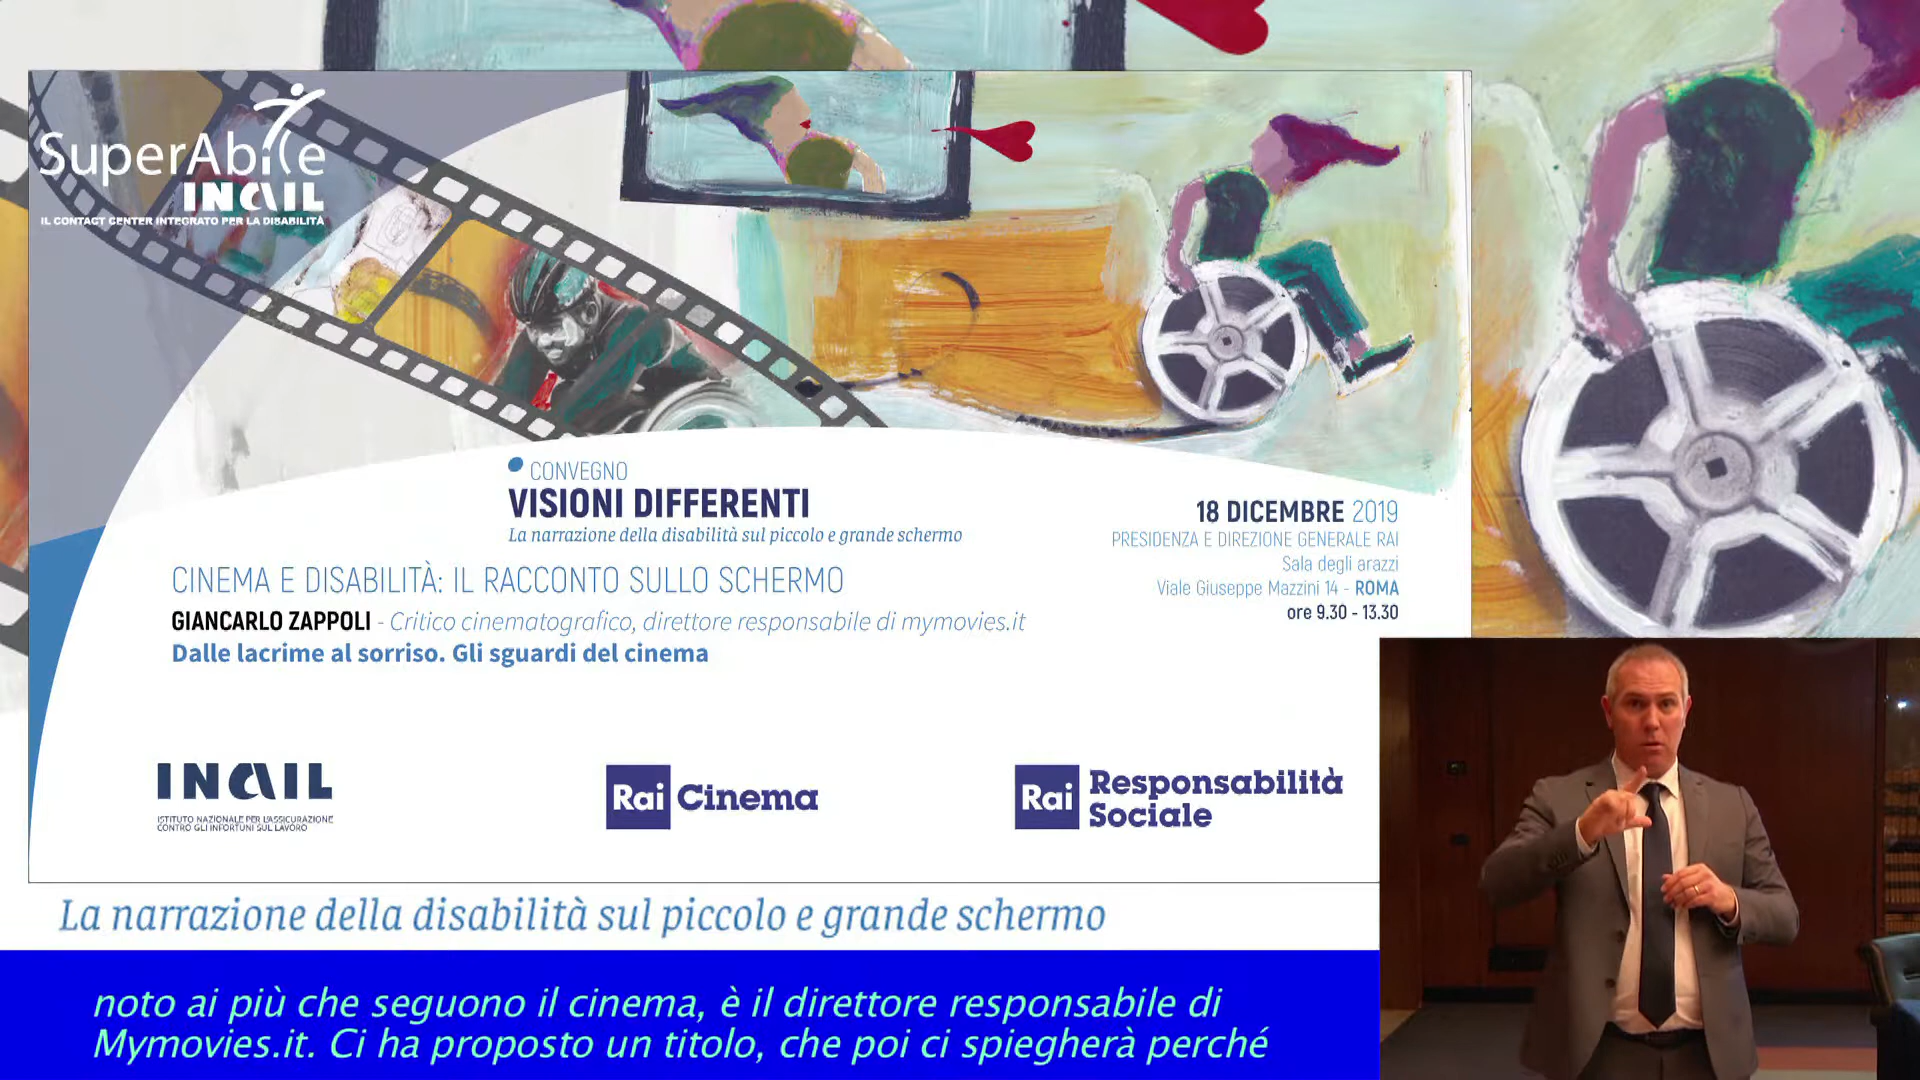 SuperAbile
INAIL
IL CONTACT CENTER INTEGRATO PER LA DISABILITÀ
CONVEGNO
VISIONI DIFFERENTI
La narrazione della disabilità sul piccolo e grande schermo
18 DICEMBRE 2019
PRESIDENZA E DIREZIONE GENERALE RAI
Sala degli arazzi
Viale Giuseppe Mazzini 14 - ROMA
ore 9.30 - 13.30
CINEMA E DISABILITÀ: IL RACCONTO SULLO SCHERMO
GIANCARLO ZAPPOLI - Critico cinematografico, direttore responsabile di mymovies.it
Dalle lacrime al sorriso. Gli sguardi del cinema
INAIL
ISTITUTO NAZIONALE PER L'ASSICURAZIONE
CONTRO GLI INFORTUNI SUL LAVORO
Rai Cinema
Rai Responsabilità
Sociale
La narrazione della disabilità sul piccolo e grande schermo
noto ai più che seguono il cinema, è il direttore responsabile di
Mymovies.it. Ci ha proposto un titolo, che poi ci spiegherà perché